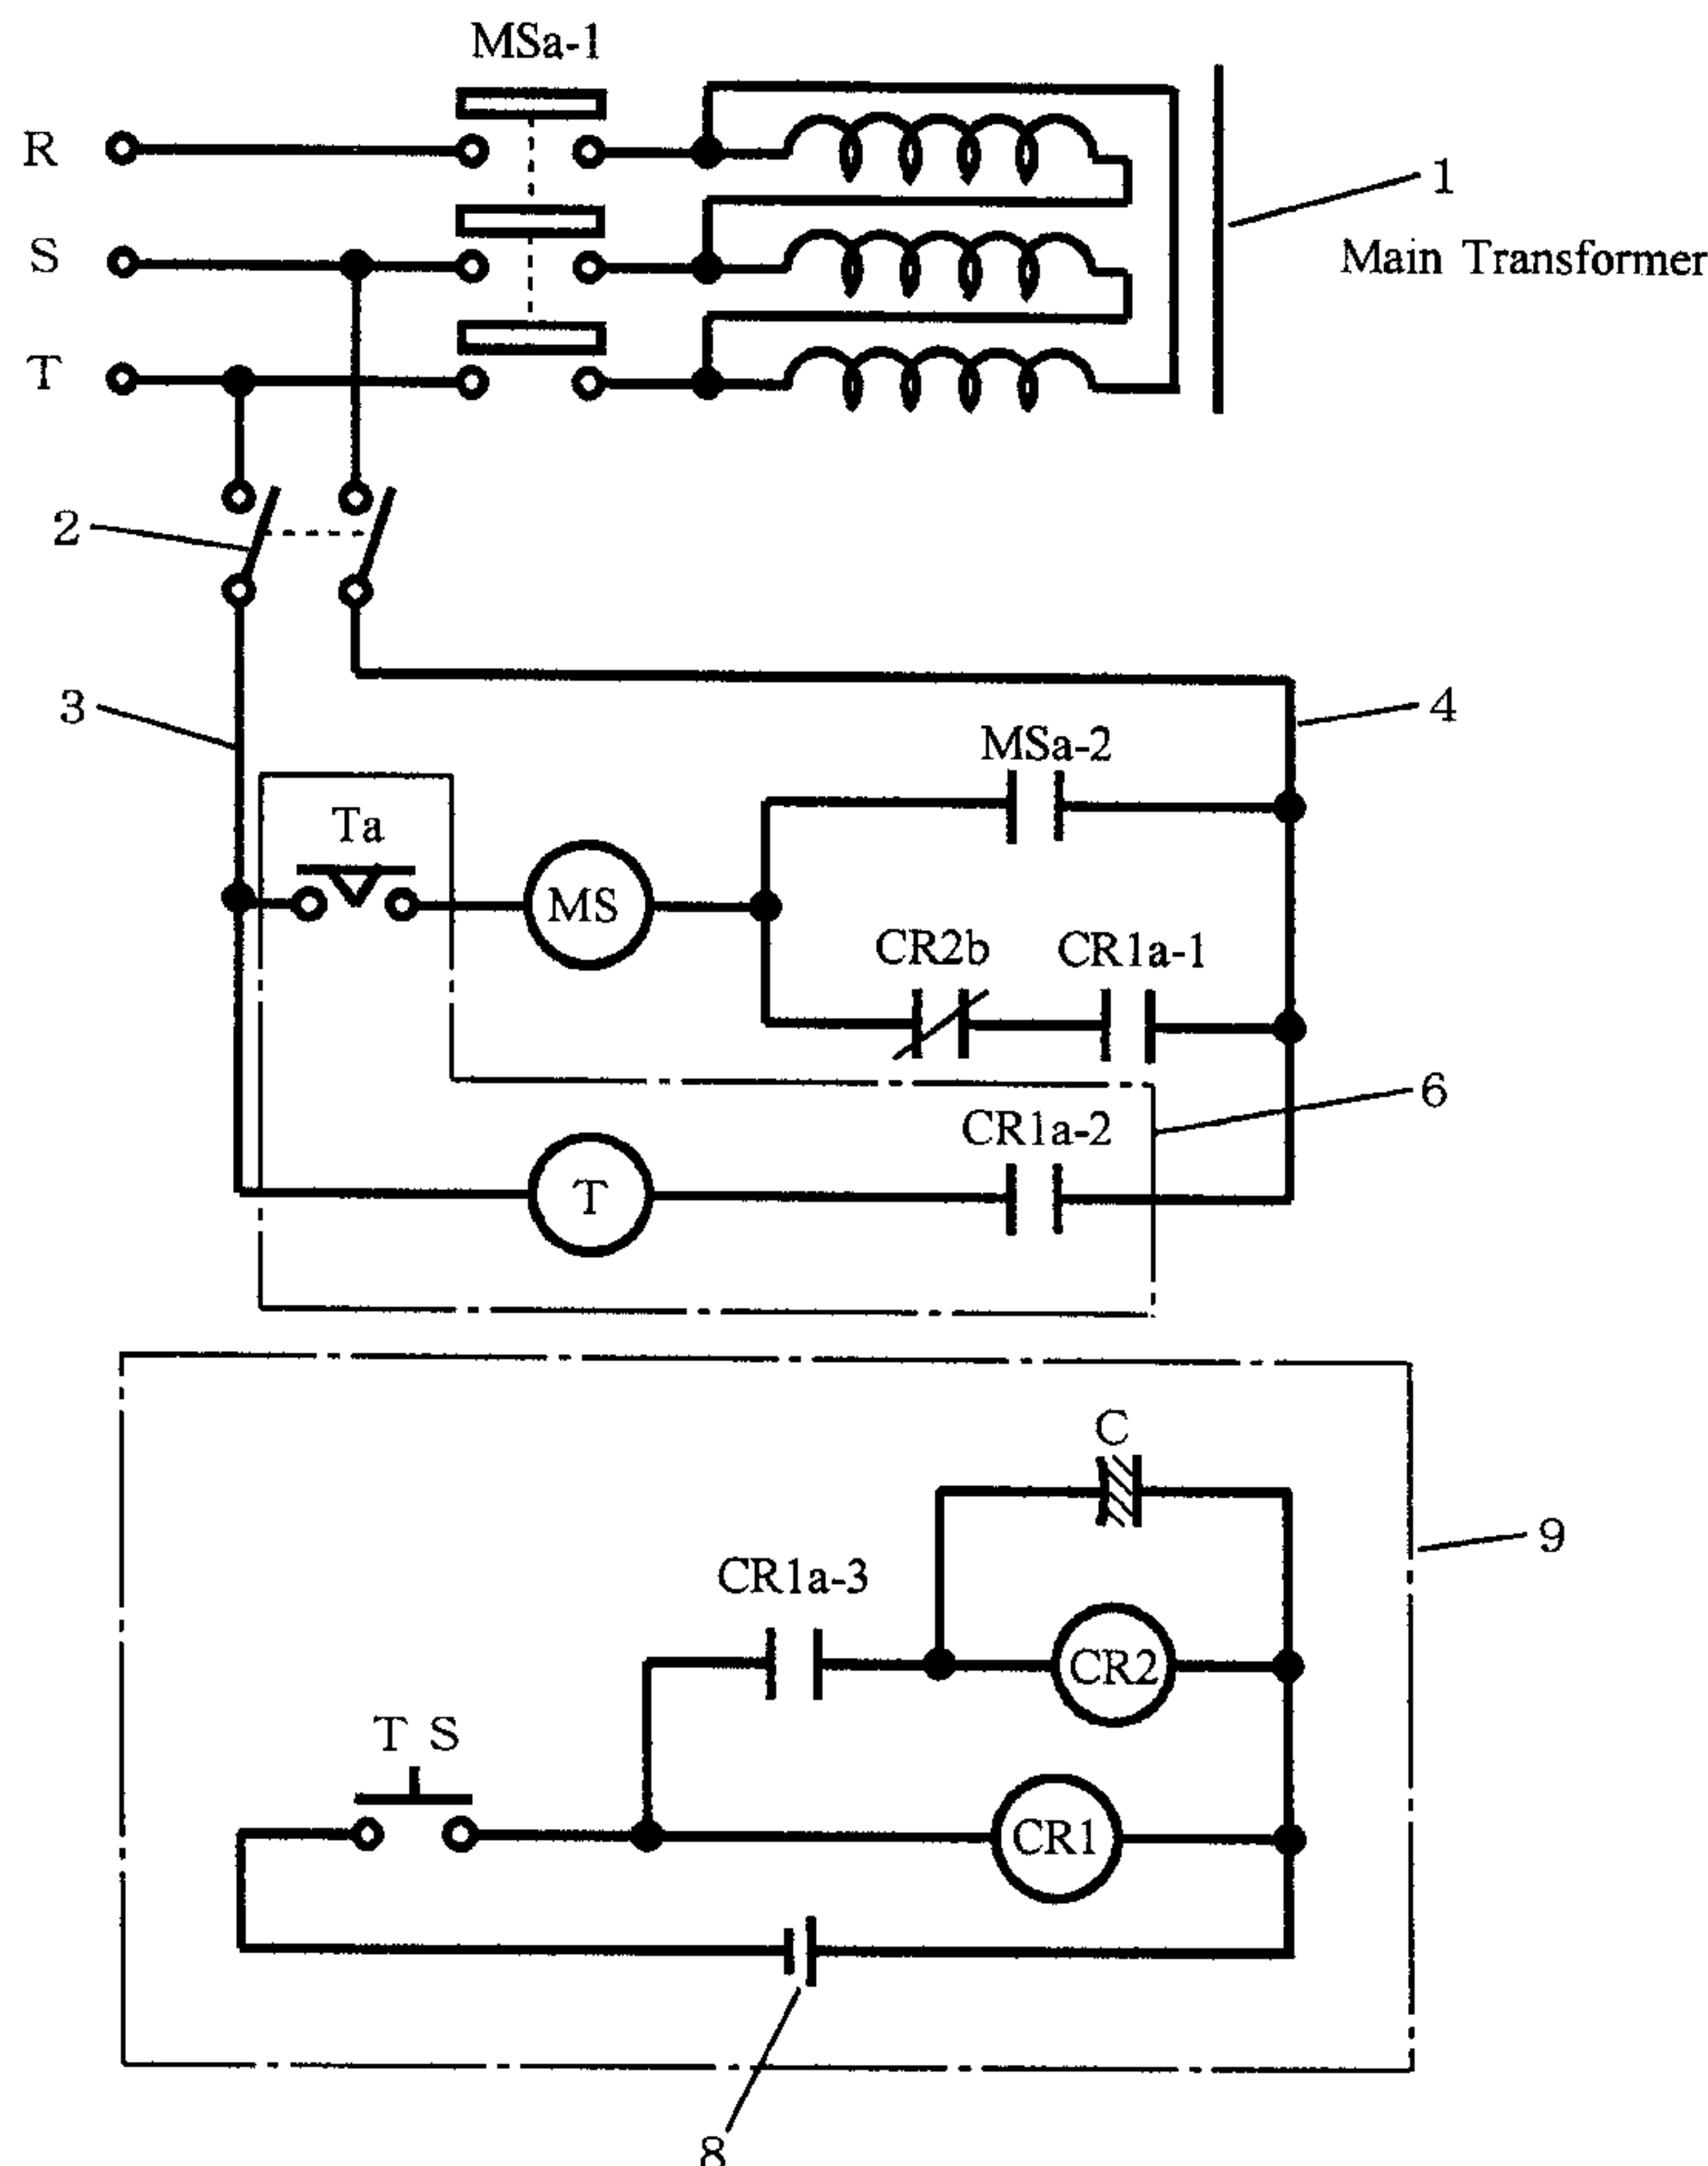 MSa-1
R
S
T
1
Main Transformer
2
3
4
MSa-2
Ta
MS
CR2b
CR1a-1
6
CR1a-2
T
C
9
CR1a-3
CR2
T S
CR1
8